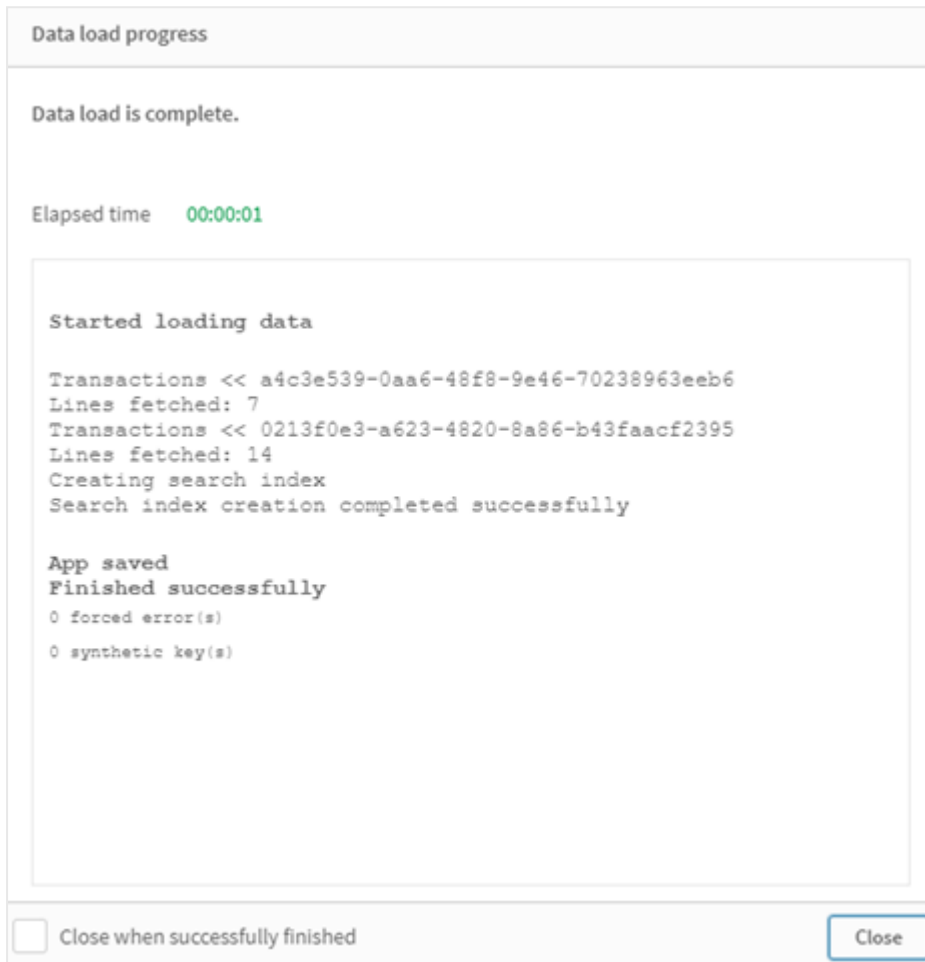 Data load progress
Data load is complete.
Elapsed time 00:00:01
Started loading data
Transactions << a4c3e539-0aa6-48f8-9e46-70238963eeb6
Lines fetched: 7
Transactions << 0213f0e3-a623-4820-8a86-b43faacf2395
Lines fetched: 14
Creating search index
Search index creation completed successfully
App saved
Finished successfully
0 forced error(s)
0 synthetic key(s)
Close when successfully finished
Close